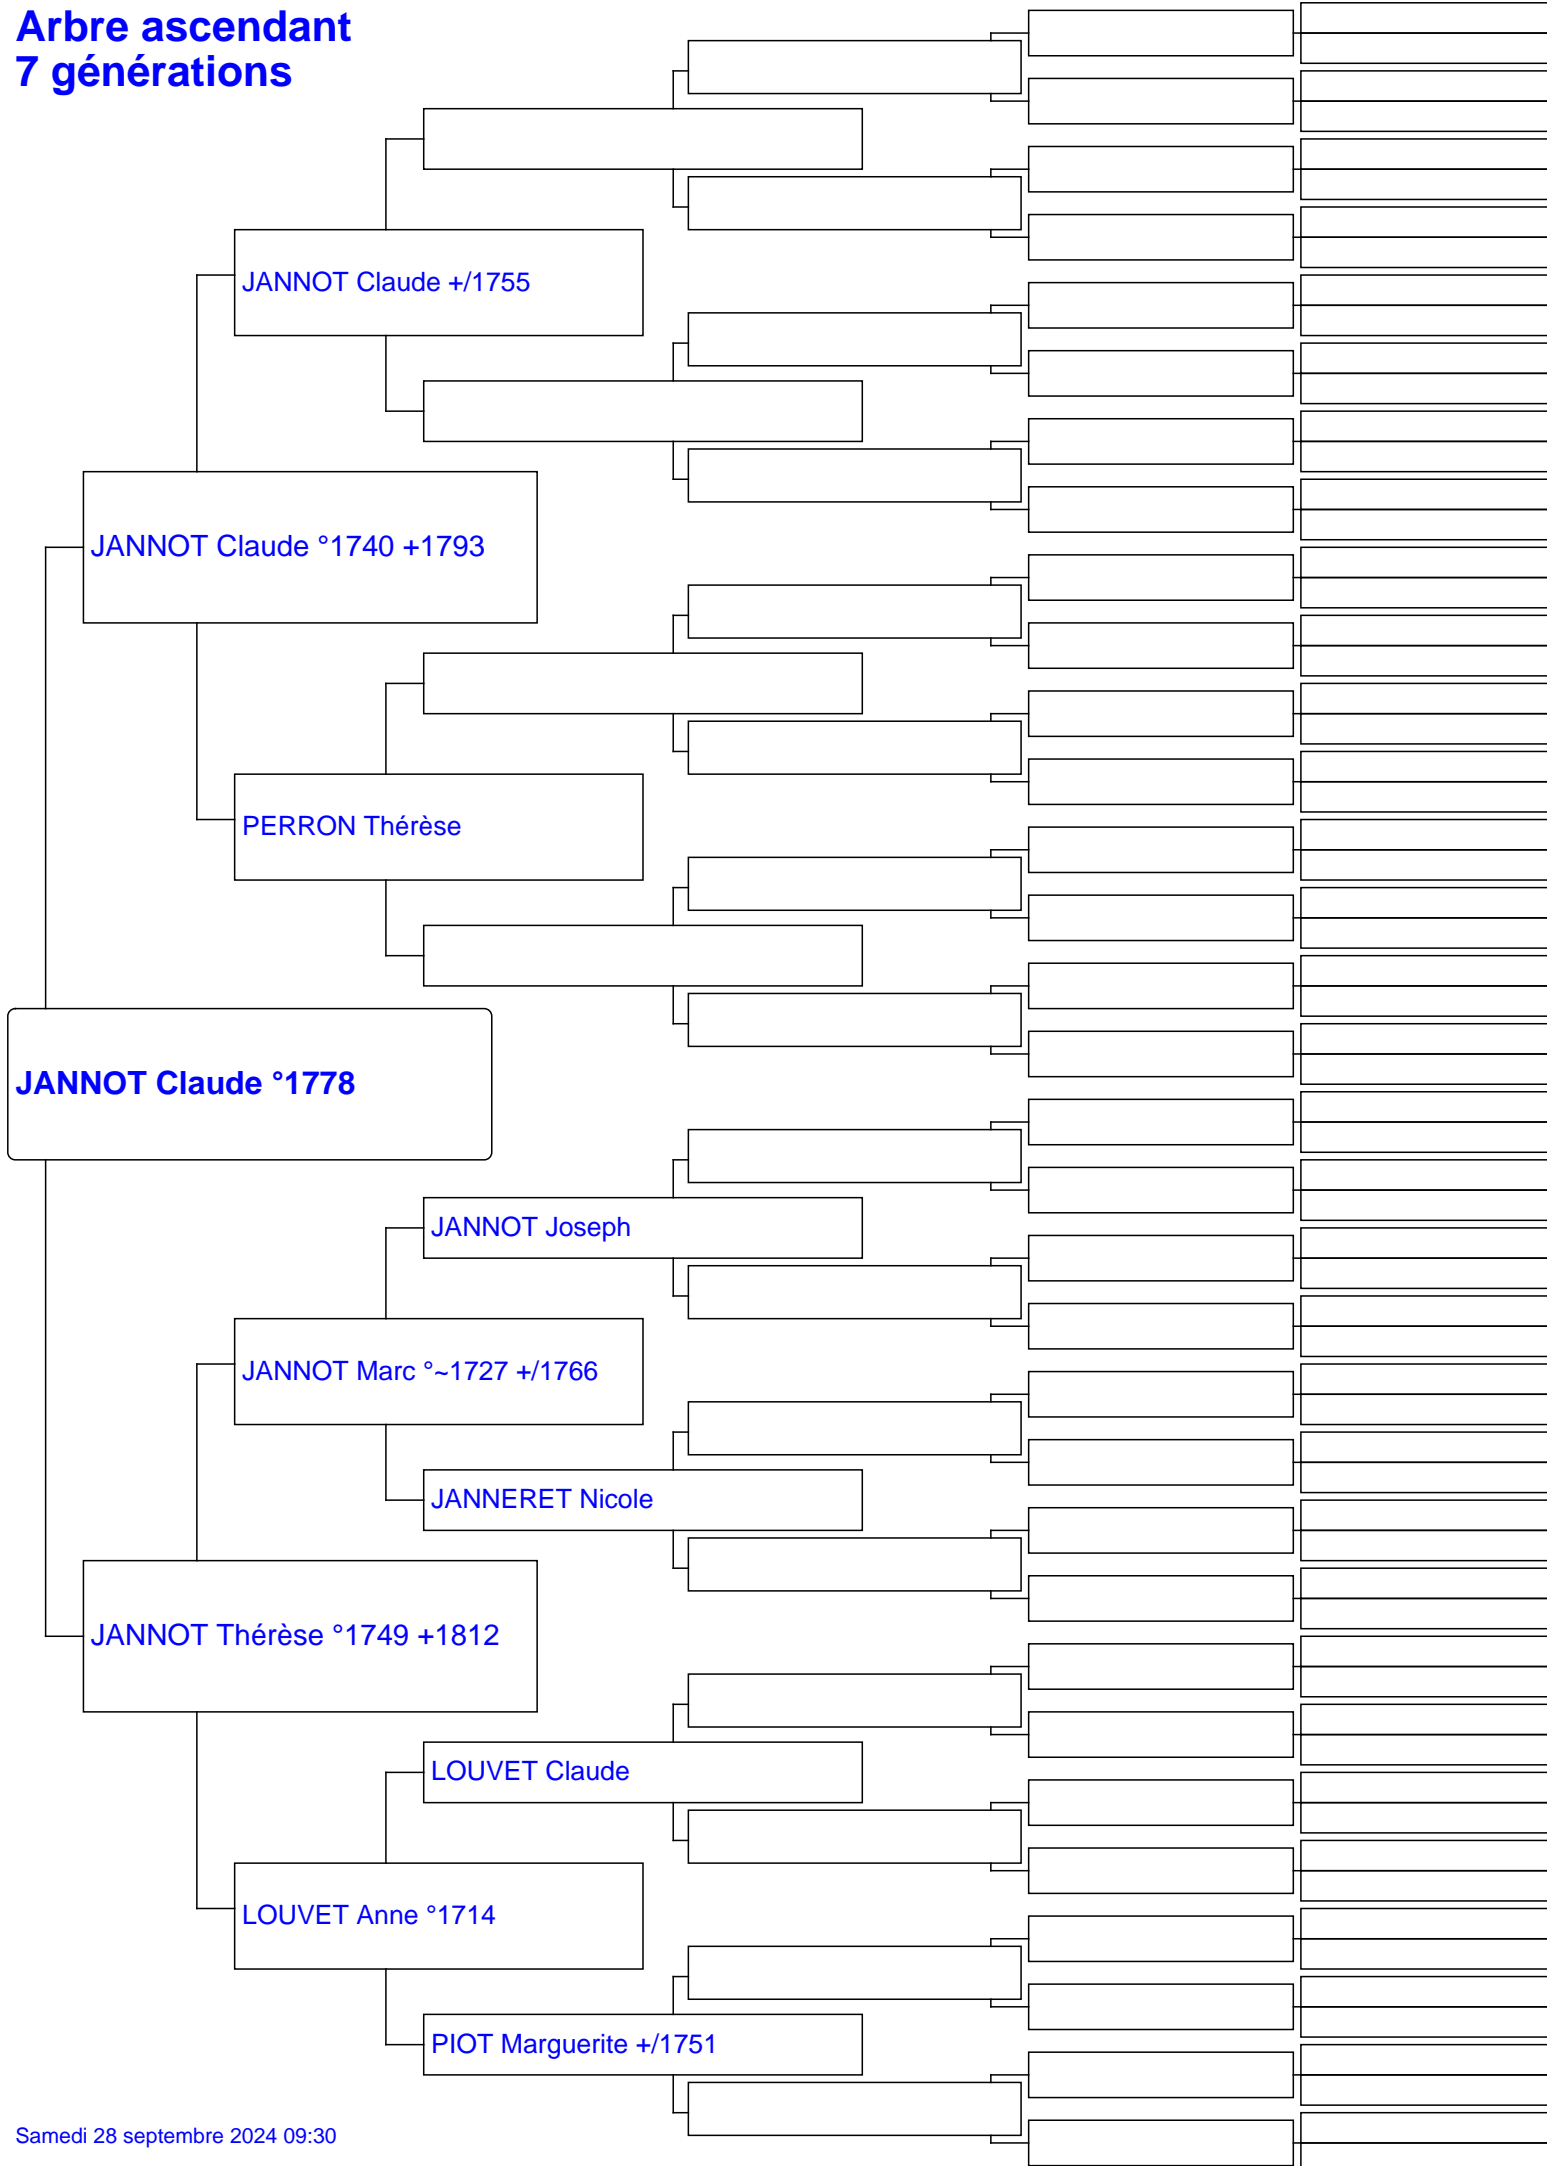 Arbre ascendant
7 générations
JANNOT Claude +/1755
JANNOT Claude °1740 +1793
PERRON Thérèse
JANNOT Claude °1778
JANNOT Joseph
JANNOT Marc °~1727 +/1766
JANNERET Nicole
JANNOT Thérèse °1749 +1812
LOUVET Claude
LOUVET Anne °1714
PIOT Marguerite +/1751
Samedi 28 septembre 2024 09:30